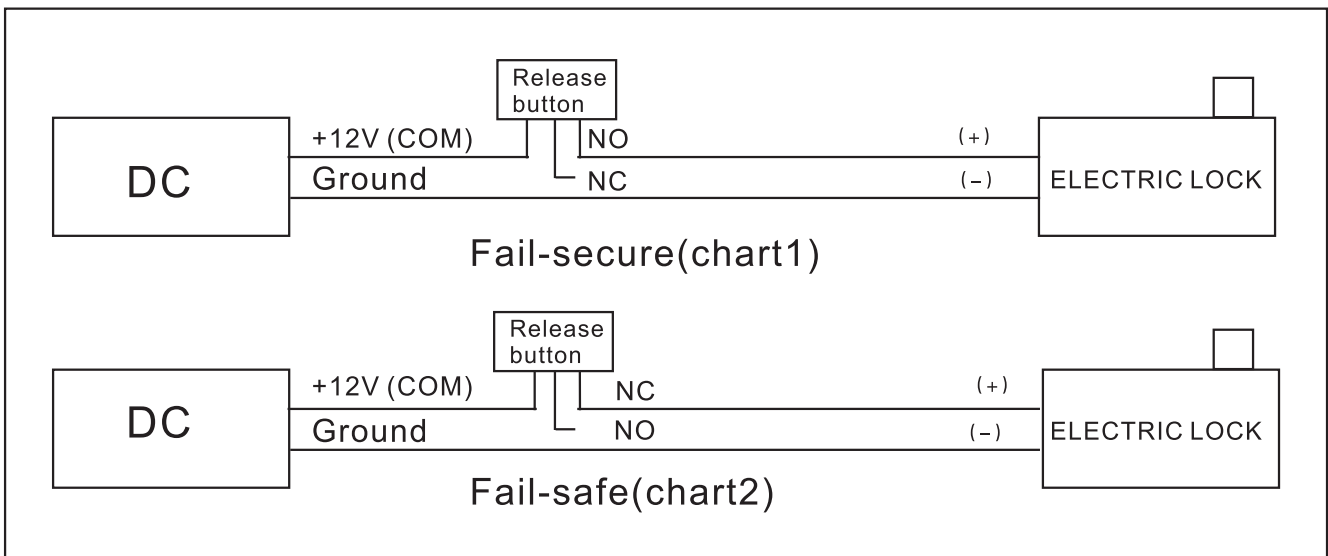 Release
button
+12V (COM)
NO
(+)
DC
Ground
NC
(-)
ELECTRIC LOCK
Fail-secure(chart1)
Release
button
+12V (COM)
NC
(+)
DC
Ground
NO
(-)
ELECTRIC LOCK
Fail-safe(chart2)